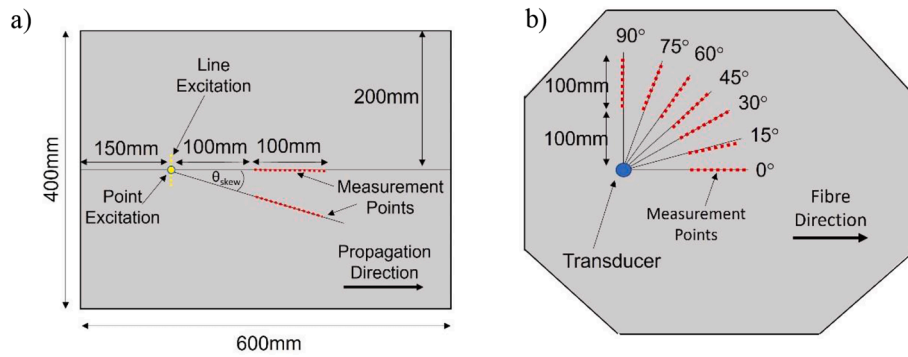 a)
Line
Excitation
200mm
150mm
100mm
100mm
400mm
θskew
Point
Excitation
Measurement
Points
Propagation
Direction
600mm
b)
90°
75°
60°
45°
30°
15°
0°
100mm
100mm
Measurement
Points
Fibre
Direction
Transducer